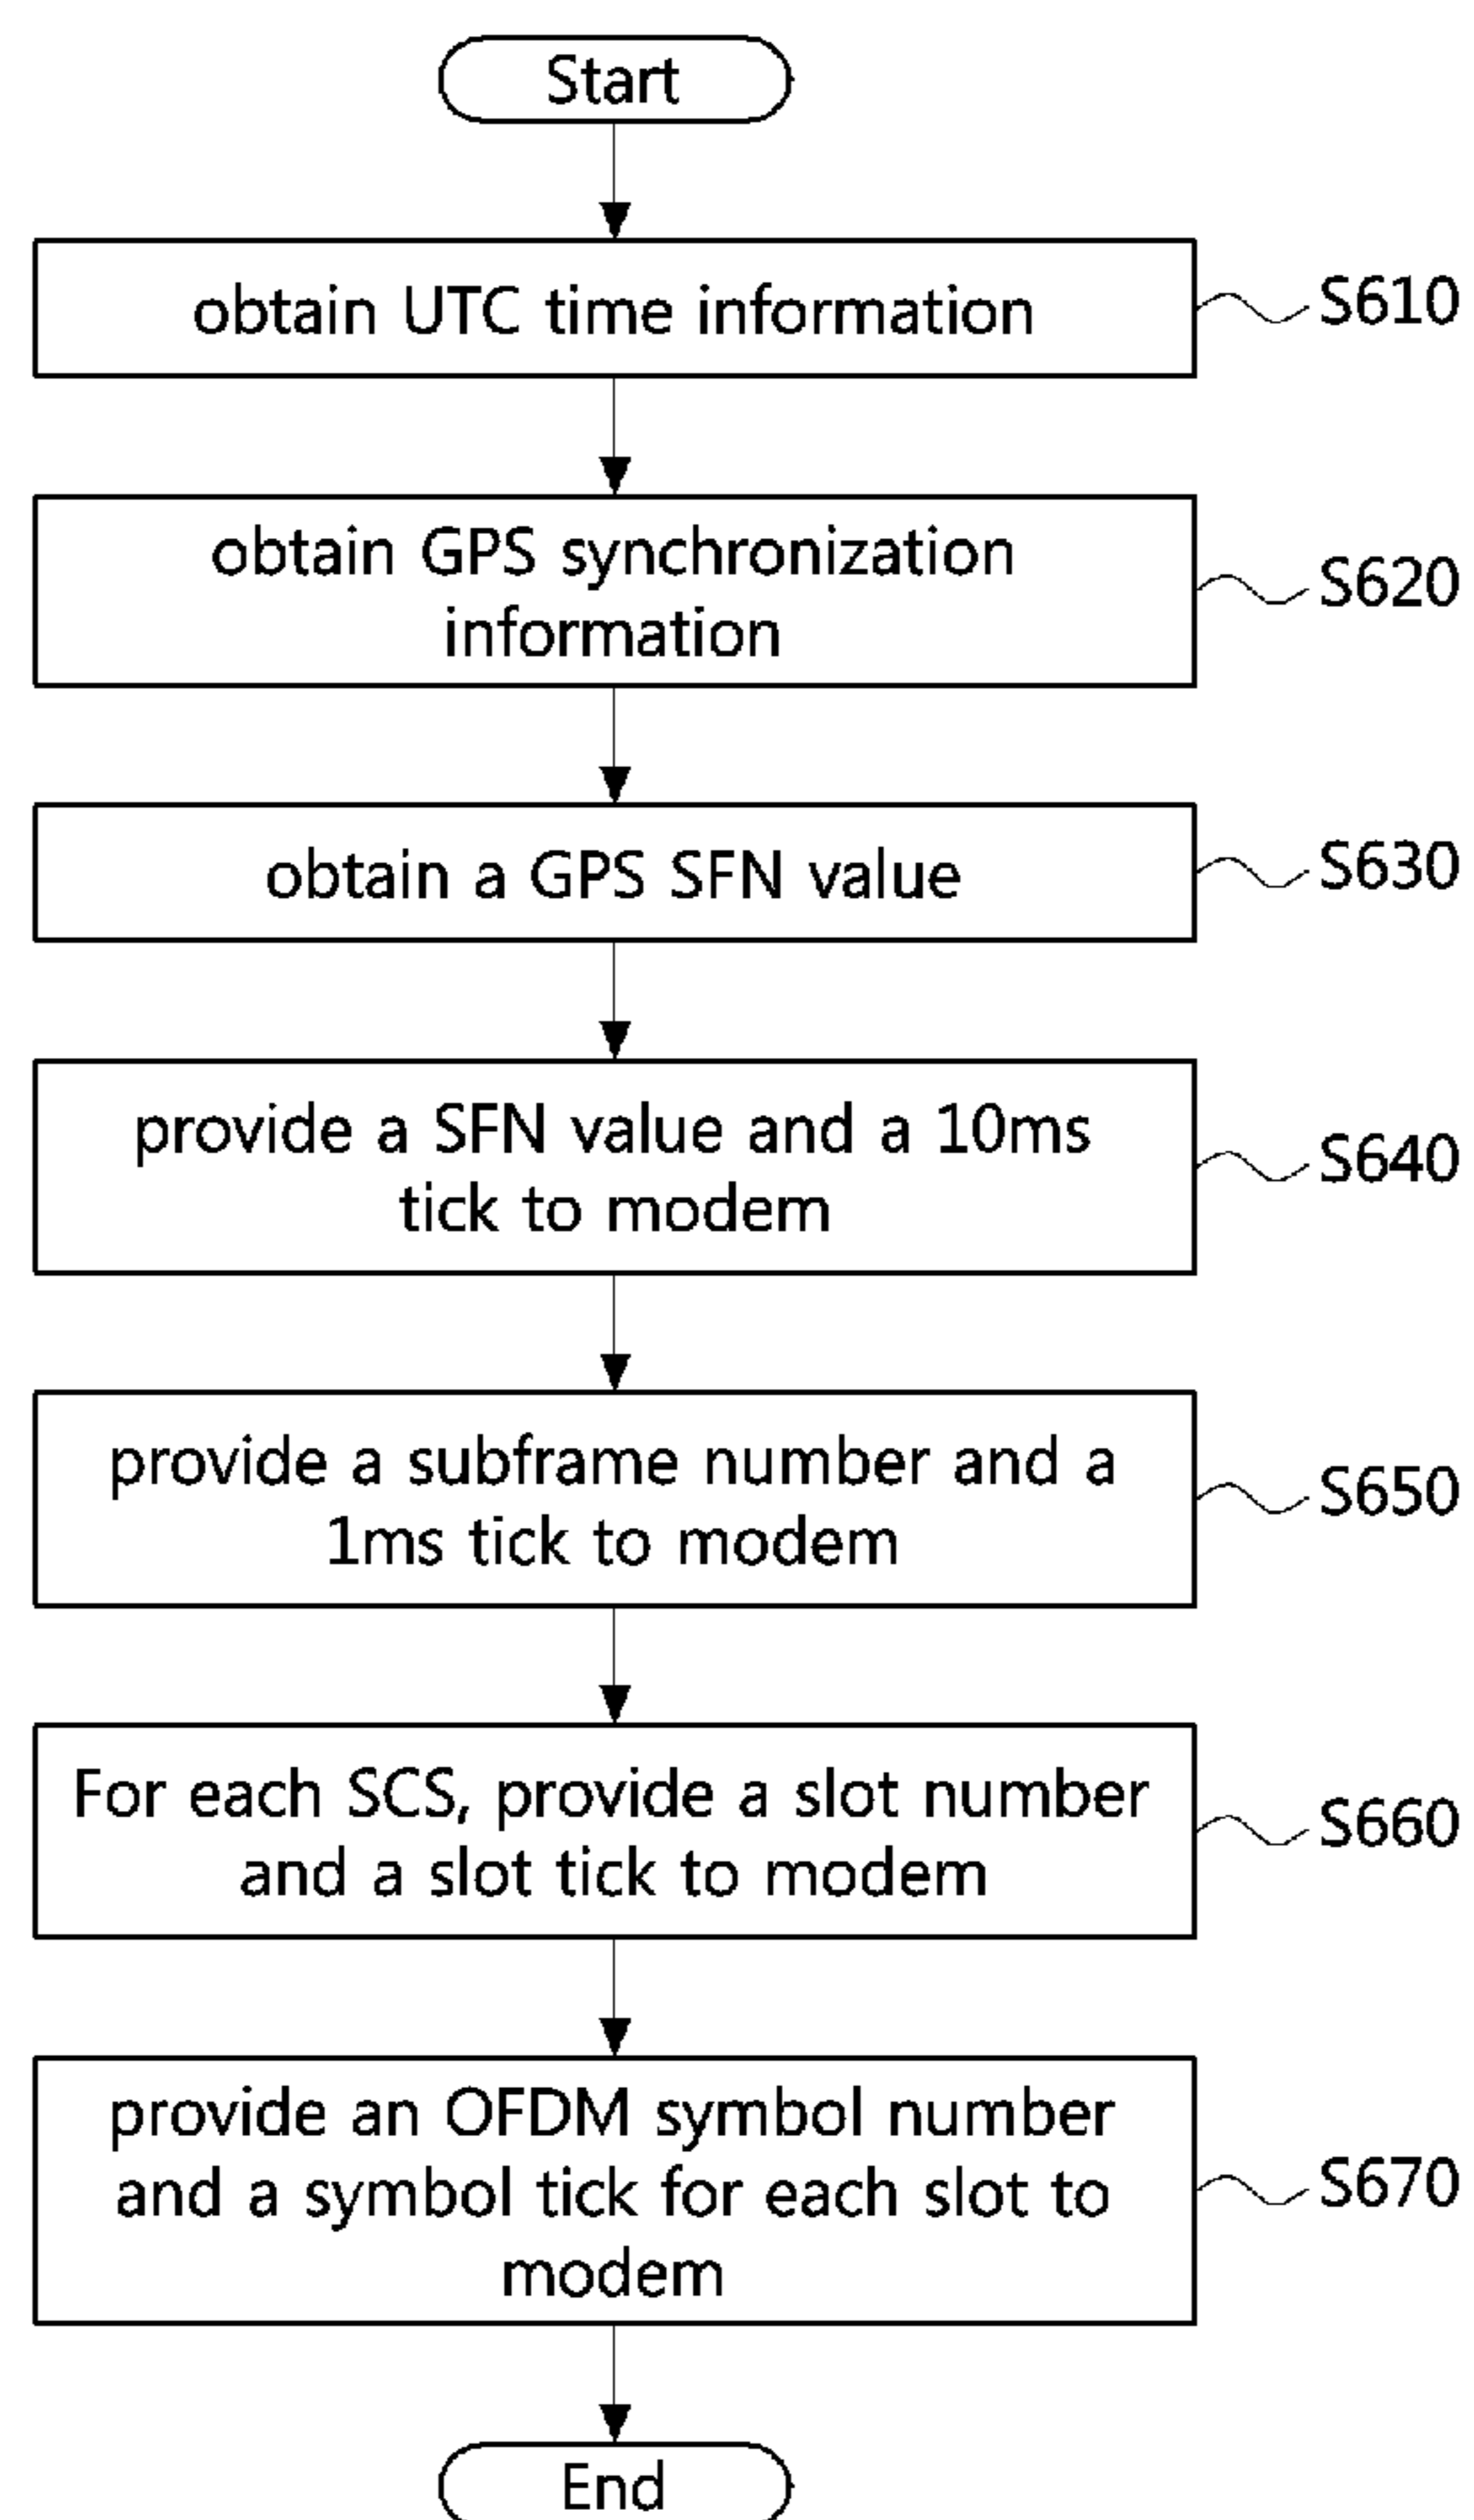 Start
obtain UTC time information
S610
obtain GPS synchronization
information
S620
obtain a GPS SFN value
S630
provide a SFN value and a 10ms
tick to modem
S640
provide a subframe number and a
1ms tick to modem
S650
For each SCS, provide a slot number
and a slot tick to modem
S660
provide an OFDM symbol number
and a symbol tick for each slot to
modem
S670
End